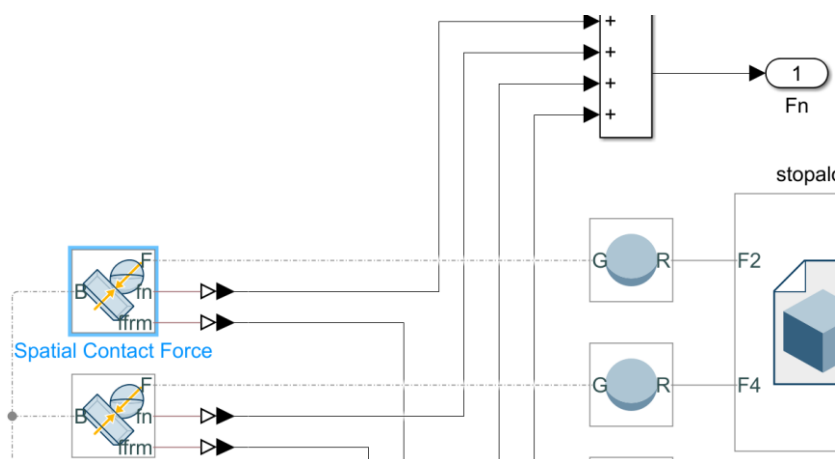 +
+
+
+
1
Fn
stopalo
F
B
fn
ffrm
G
R
F2
Spatial Contact Force
F
B
fn
ffrm
G
R
F4